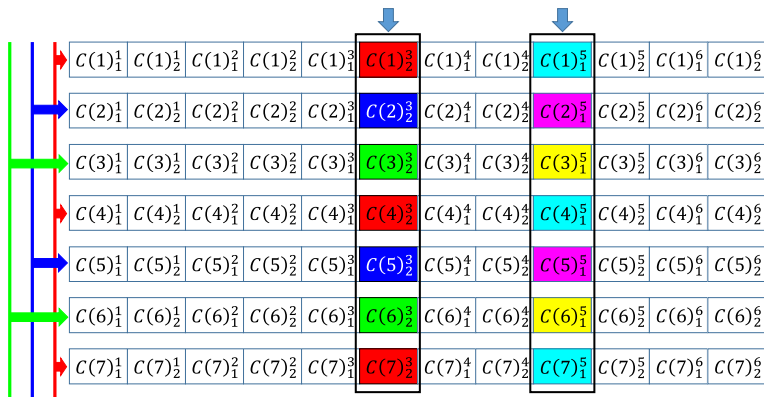 C(1)₁¹ C(1)₂¹ C(1)₁² C(1)₂² C(1)₁³ C(1)₂³ C(1)₁⁴ C(1)₂⁴ C(1)₁⁵ C(1)₂⁵ C(1)₁⁶ C(1)₂⁶
C(2)₁¹ C(2)₂¹ C(2)₁² C(2)₂² C(2)₁³ C(2)₂³ C(2)₁⁴ C(2)₂⁴ C(2)₁⁵ C(2)₂⁵ C(2)₁⁶ C(2)₂⁶
C(3)₁¹ C(3)₂¹ C(3)₁² C(3)₂² C(3)₁³ C(3)₂³ C(3)₁⁴ C(3)₂⁴ C(3)₁⁵ C(3)₂⁵ C(3)₁⁶ C(3)₂⁶
C(4)₁¹ C(4)₂¹ C(4)₁² C(4)₂² C(4)₁³ C(4)₂³ C(4)₁⁴ C(4)₂⁴ C(4)₁⁵ C(4)₂⁵ C(4)₁⁶ C(4)₂⁶
C(5)₁¹ C(5)₂¹ C(5)₁² C(5)₂² C(5)₁³ C(5)₂³ C(5)₁⁴ C(5)₂⁴ C(5)₁⁵ C(5)₂⁵ C(5)₁⁶ C(5)₂⁶
C(6)₁¹ C(6)₂¹ C(6)₁² C(6)₂² C(6)₁³ C(6)₂³ C(6)₁⁴ C(6)₂⁴ C(6)₁⁵ C(6)₂⁵ C(6)₁⁶ C(6)₂⁶
C(7)₁¹ C(7)₂¹ C(7)₁² C(7)₂² C(7)₁³ C(7)₂³ C(7)₁⁴ C(7)₂⁴ C(7)₁⁵ C(7)₂⁵ C(7)₁⁶ C(7)₂⁶